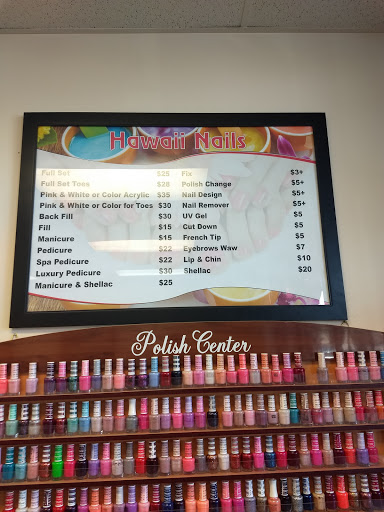 Hawaii Nails
Full Set $25
Full Set Toes $28
Pink & White or Color Acrylic $35
Pink & White or Color for Toes $30
Back Fill $30
Fill $15
Manicure $15
Pedicure $22
Spa Pedicure $22
Luxury Pedicure $30
Manicure & Shellac $25
Fix $3+
Polish Change $5+
Nail Design $5+
Nail Remover $5+
UV Gel $5
Cut Down $5
French Tip $5
Eyebrows Waw $7
Lip & Chin $10
Shellac $20
Polish Center